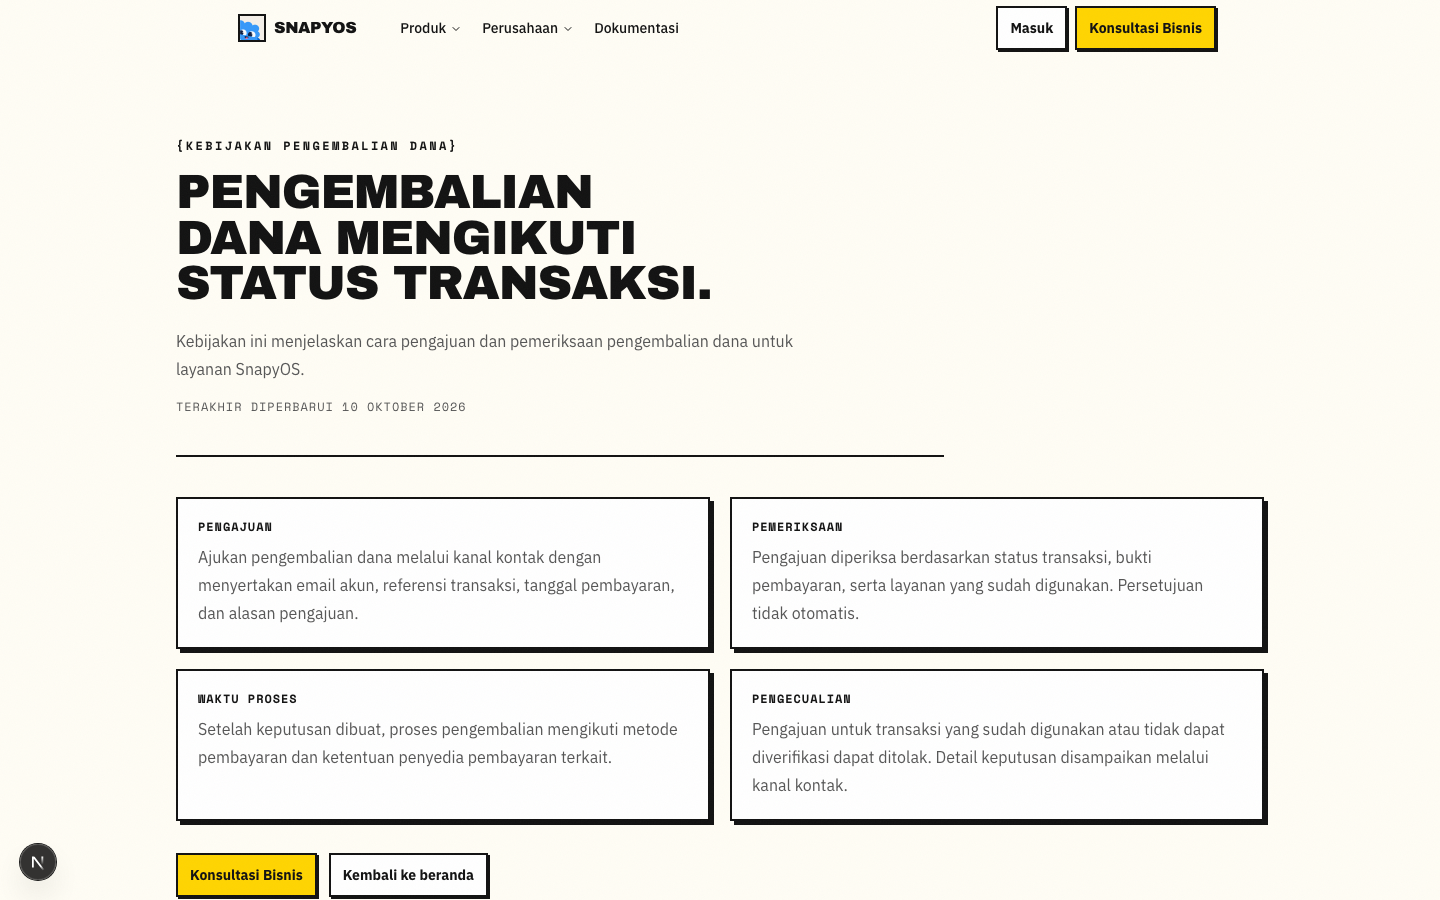 SNAPYOS
Produk
Perusahaan
Dokumentasi
Masuk
Konsultasi Bisnis
{KEBIJAKAN PENGEMBALIAN DANA}
PENGEMBALIAN
DANA MENGIKUTI
STATUS TRANSAKSI.
Kebijakan ini menjelaskan cara pengajuan dan pemeriksaan pengembalian dana untuk
layanan SnapyOS.
TERAKHIR DIPERBARUI 10 OKTOBER 2026
PENGAJUAN
Ajukan pengembalian dana melalui kanal kontak dengan
menyertakan email akun, referensi transaksi, tanggal pembayaran,
dan alasan pengajuan.
PEMERIKSAAN
Pengajuan diperiksa berdasarkan status transaksi, bukti
pembayaran, serta layanan yang sudah digunakan. Persetujuan
tidak otomatis.
WAKTU PROSES
Setelah keputusan dibuat, proses pengembalian mengikuti metode
pembayaran dan ketentuan penyedia pembayaran terkait.
PENGECUALIAN
Pengajuan untuk transaksi yang sudah digunakan atau tidak dapat
diverifikasi dapat ditolak. Detail keputusan disampaikan melalui
kanal kontak.
N
Konsultasi Bisnis
Kembali ke beranda